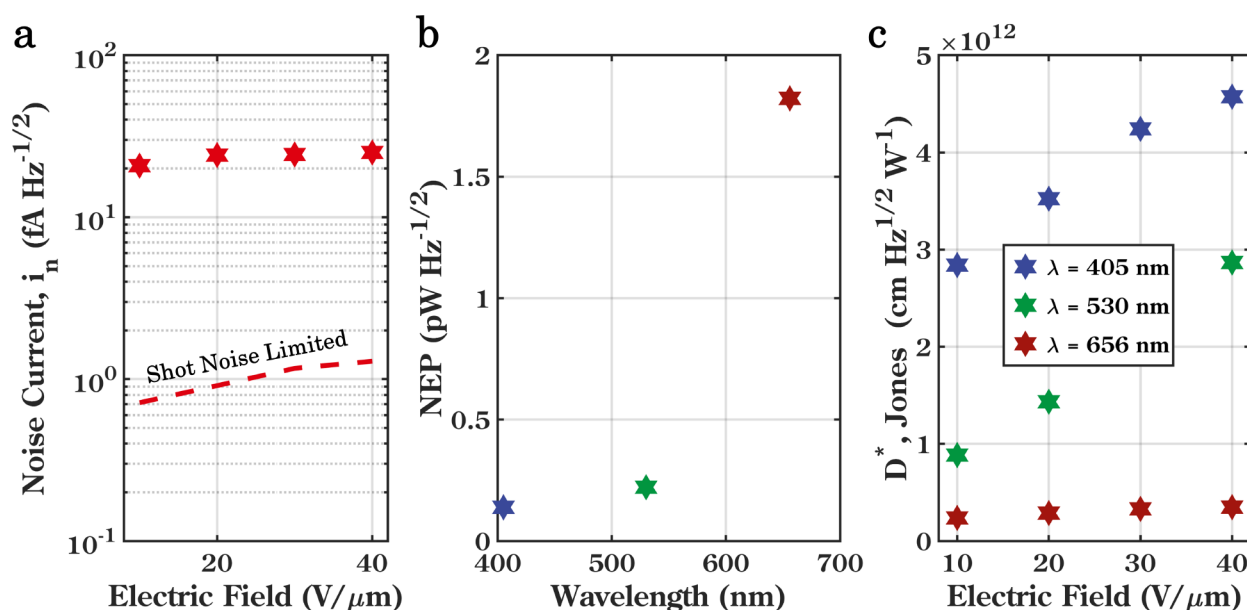 a
10^2
10^1
10^0
10^-1
Noise Current, i_n (fA Hz^-1/2)
Shot Noise Limited
20
40
Electric Field (V/μm)
b
2
1.5
1
0.5
0
NEP (pW Hz^-1/2)
400
500
600
700
Wavelength (nm)
c
×10^12
5
4
3
2
1
0
D^*, Jones (cm Hz^1/2 W^-1)
λ = 405 nm
λ = 530 nm
λ = 656 nm
10
20
30
40
Electric Field (V/μm)